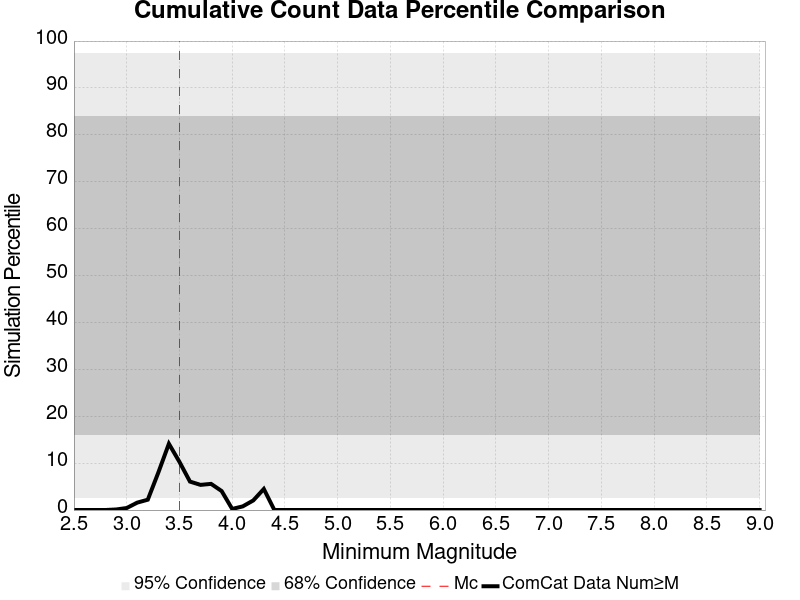 Cumulative Count Data Percentile Comparison
100
90
80
70
60
50
40
30
20
10
0
Simulation Percentile
2.5 3.0 3.5 4.0 4.5 5.0 5.5 6.0 6.5 7.0 7.5 8.0 8.5 9.0
Minimum Magnitude
95% Confidence 68% Confidence Mc ComCat Data Num≥M